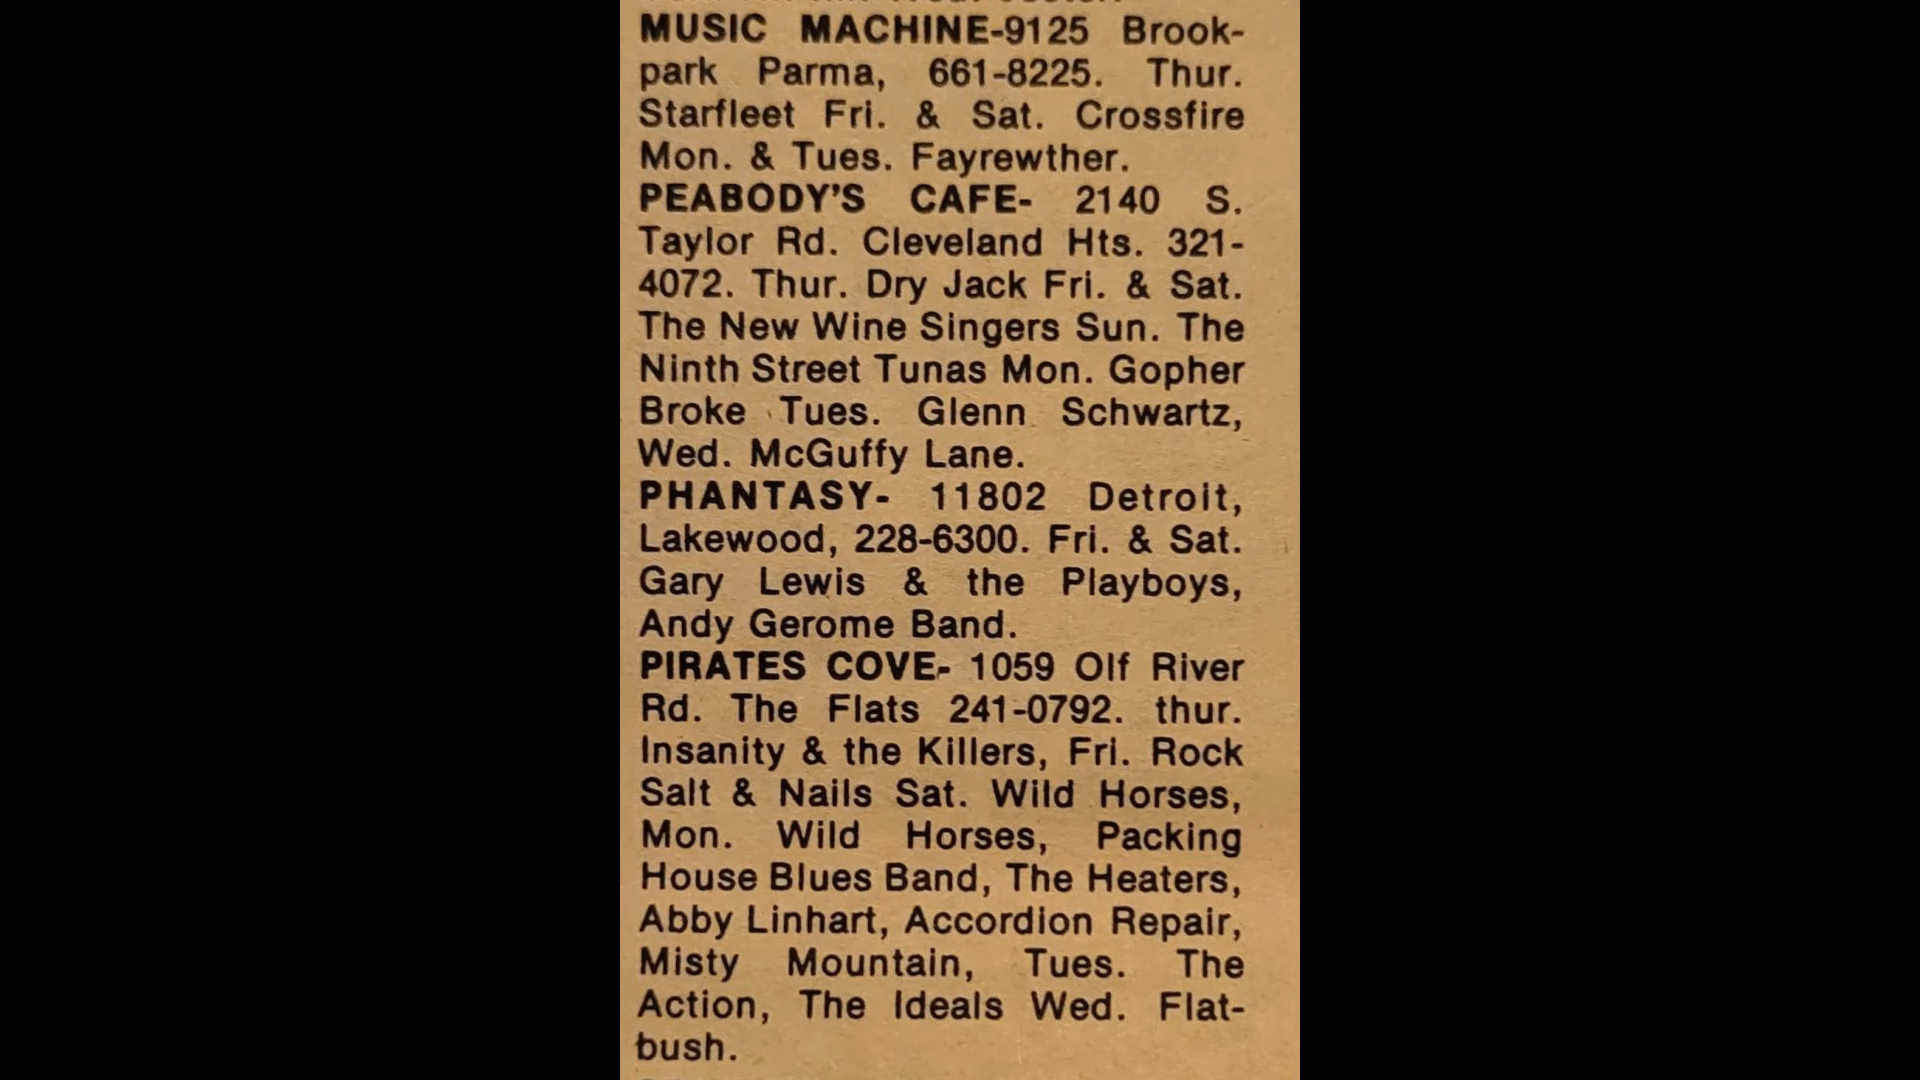 MUSIC MACHINE-9125 Brook-
park Parma, 661-8225. Thur.
Starfleet Fri. & Sat. Crossfire
Mon. & Tues. Fayrewther.
PEABODY'S CAFE- 2140 S.
Taylor Rd. Cleveland Hts. 321-
4072. Thur. Dry Jack Fri. & Sat.
The New Wine Singers Sun. The
Ninth Street Tunas Mon. Gopher
Broke Tues. Glenn Schwartz,
Wed. McGuffy Lane.
PHANTASY- 11802 Detroit,
Lakewood, 228-6300. Fri. & Sat.
Gary Lewis & the Playboys,
Andy Gerome Band.
PIRATES COVE- 1059 Olf River
Rd. The Flats 241-0792. thur.
Insanity & the Killers, Fri. Rock
Salt & Nails Sat. Wild Horses,
Mon. Wild Horses, Packing
House Blues Band, The Heaters,
Abby Linhart, Accordion Repair,
Misty Mountain, Tues. The
Action, The Ideals Wed. Flat-
bush.